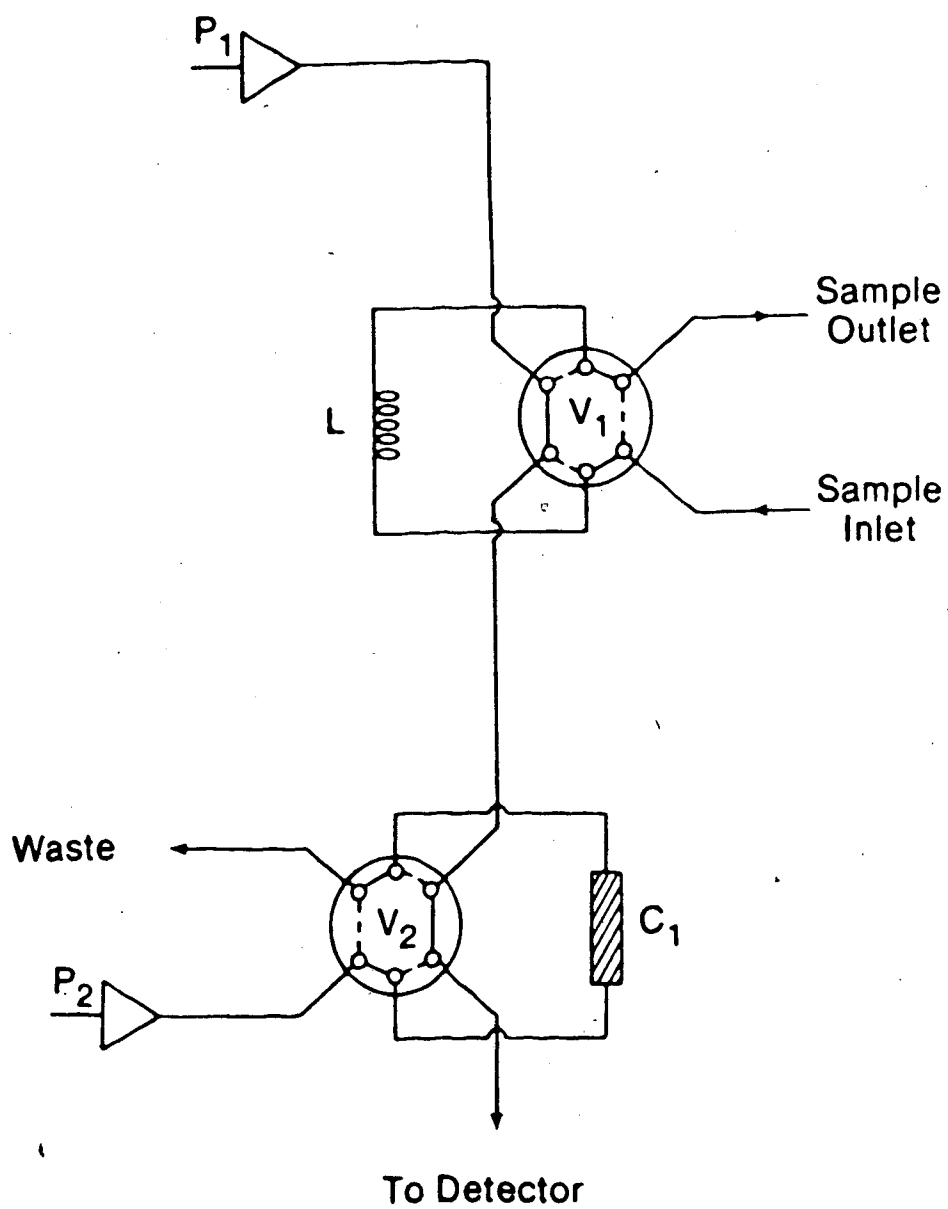 P1
Sample
Outlet
L
V1
Sample
Inlet
Waste
V2
C1
P2
To Detector